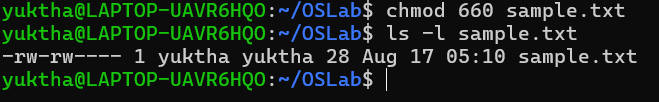 yuktha@LAPTOP-UAVR6HQO:~/OSLab$ chmod 660 sample.txt
yuktha@LAPTOP-UAVR6HQO:~/OSLab$ ls -l sample.txt
-rw-rw---- 1 yuktha yuktha 28 Aug 17 05:10 sample.txt
yuktha@LAPTOP-UAVR6HQO:~/OSLab$